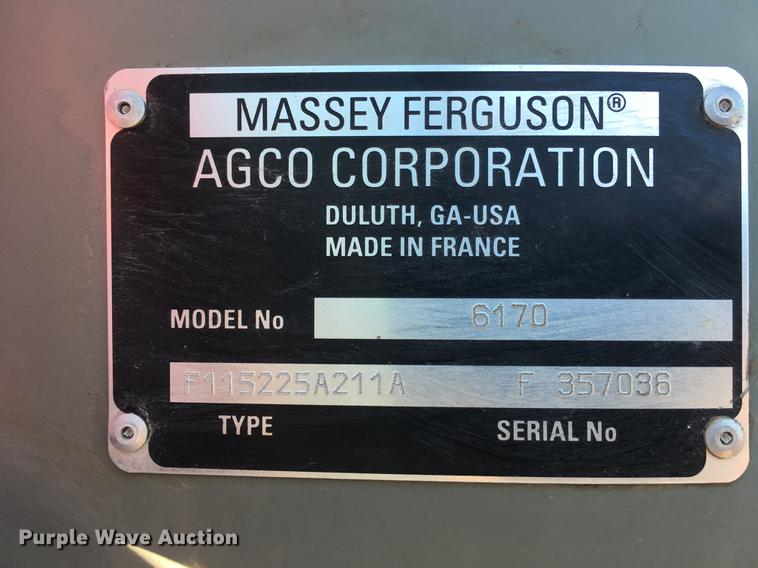 MASSEY FERGUSON®
AGCO CORPORATION
DULUTH, GA-USA
MADE IN FRANCE
MODEL No 6170
F115225A211A F 357036
TYPE SERIAL No
Purple Wave Auction